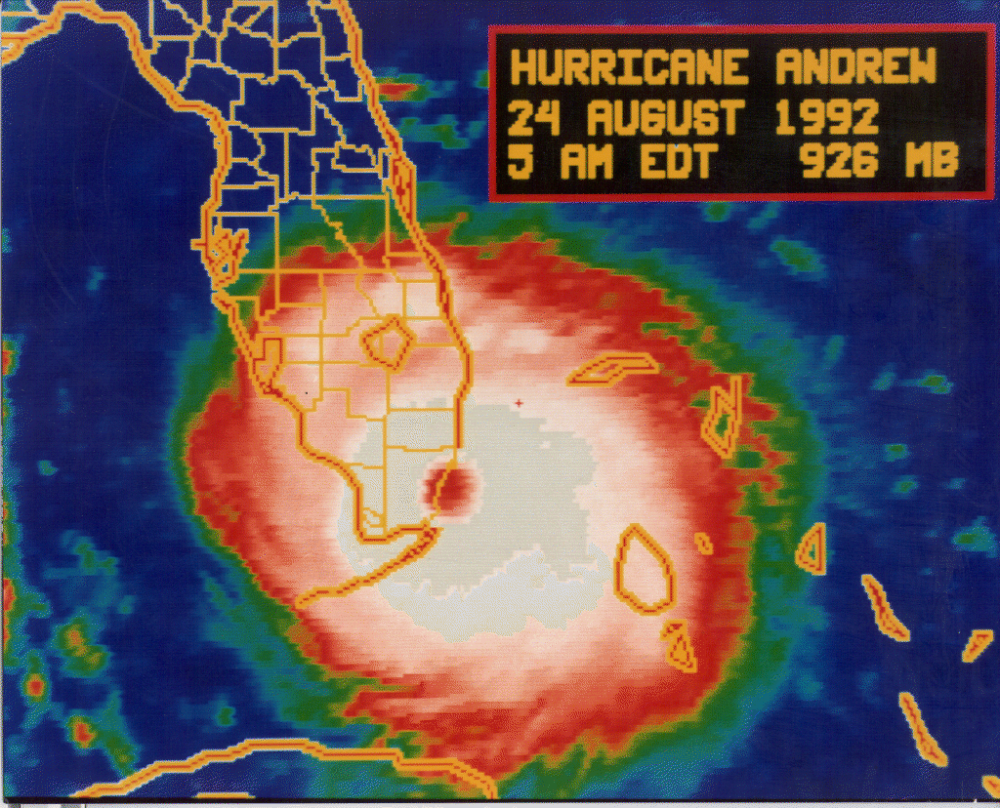 HURRICANE ANDREW
24 AUGUST 1992
5 AM EDT 926 MB